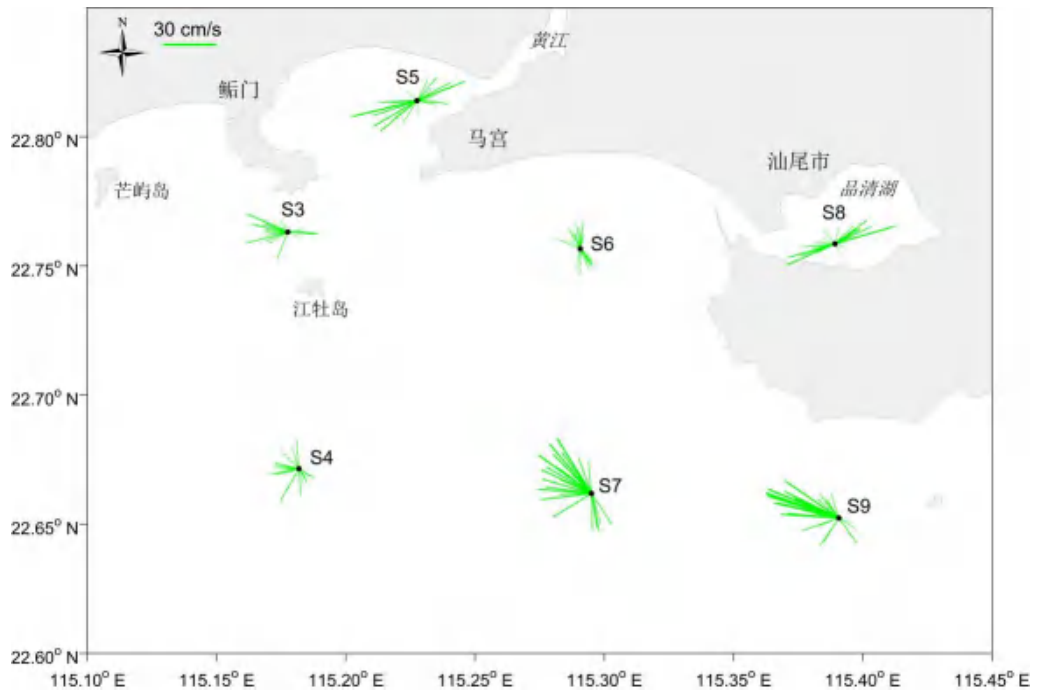 N
30 cm/s
黄江
S5
鲘门
22.80° N
马宫
汕尾市
芒屿岛
品清湖
S3
S8
S6
22.75° N
江牡岛
22.70° N
S4
S7
S9
22.65° N
22.60° N
115.10° E 115.15° E 115.20° E 115.25° E 115.30° E 115.35° E 115.40° E 115.45° E